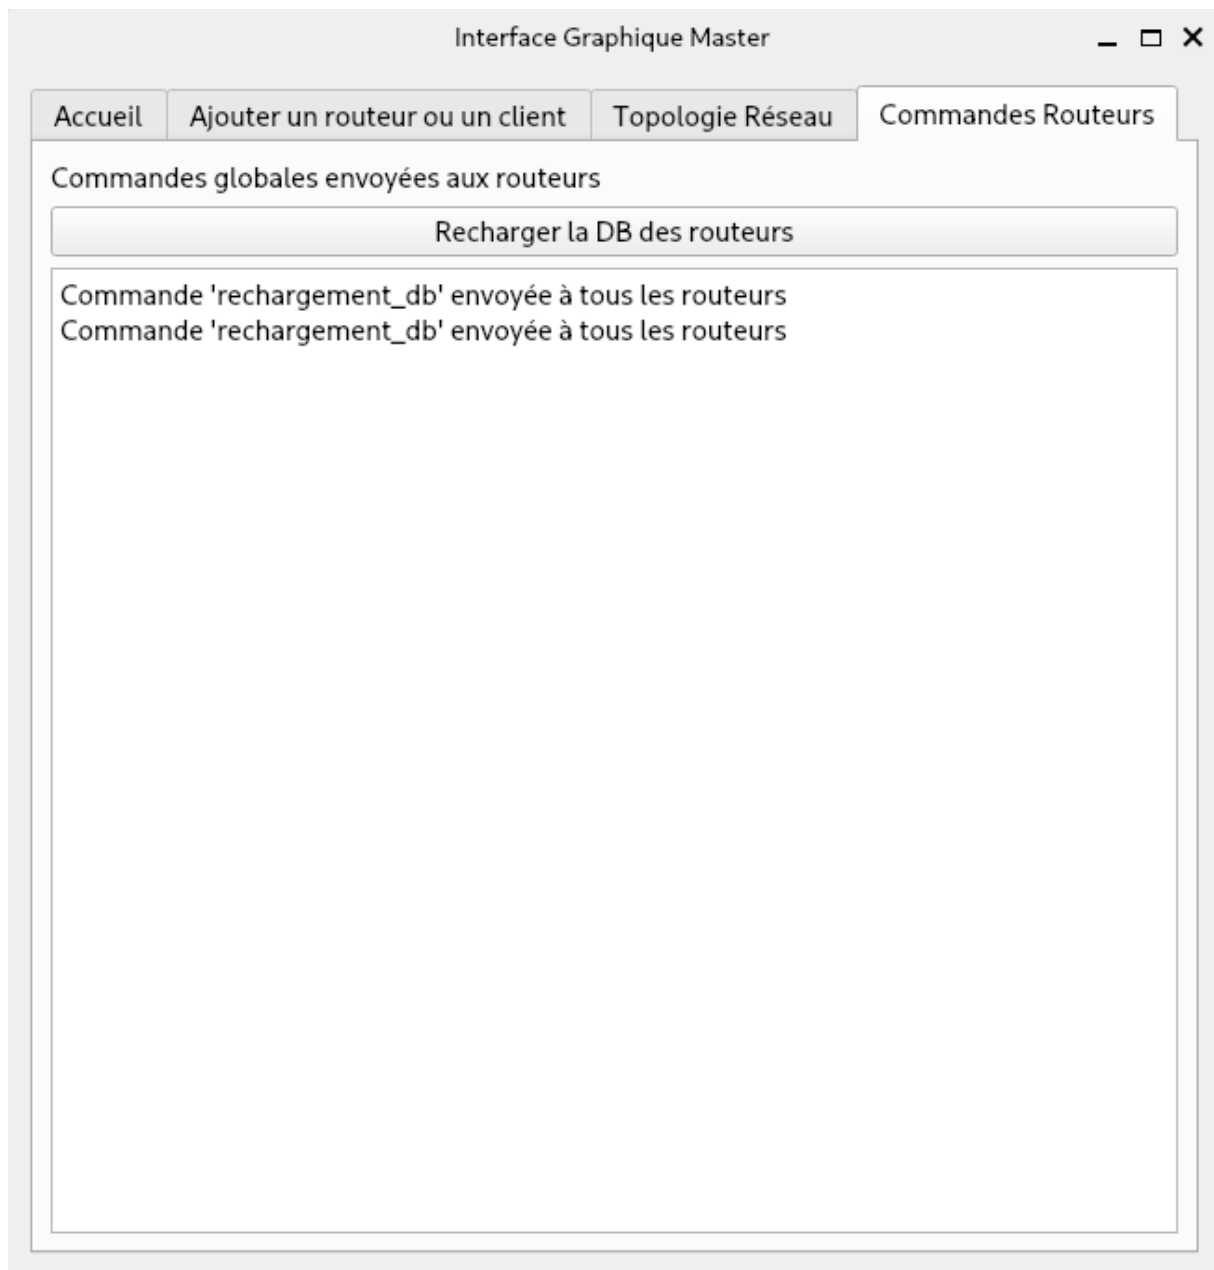 Interface Graphique Master
Accueil
Ajouter un routeur ou un client
Topologie Réseau
Commandes Routeurs
Commandes globales envoyées aux routeurs
Recharger la DB des routeurs
Commande 'rechargement_db' envoyée à tous les routeurs
Commande 'rechargement_db' envoyée à tous les routeurs